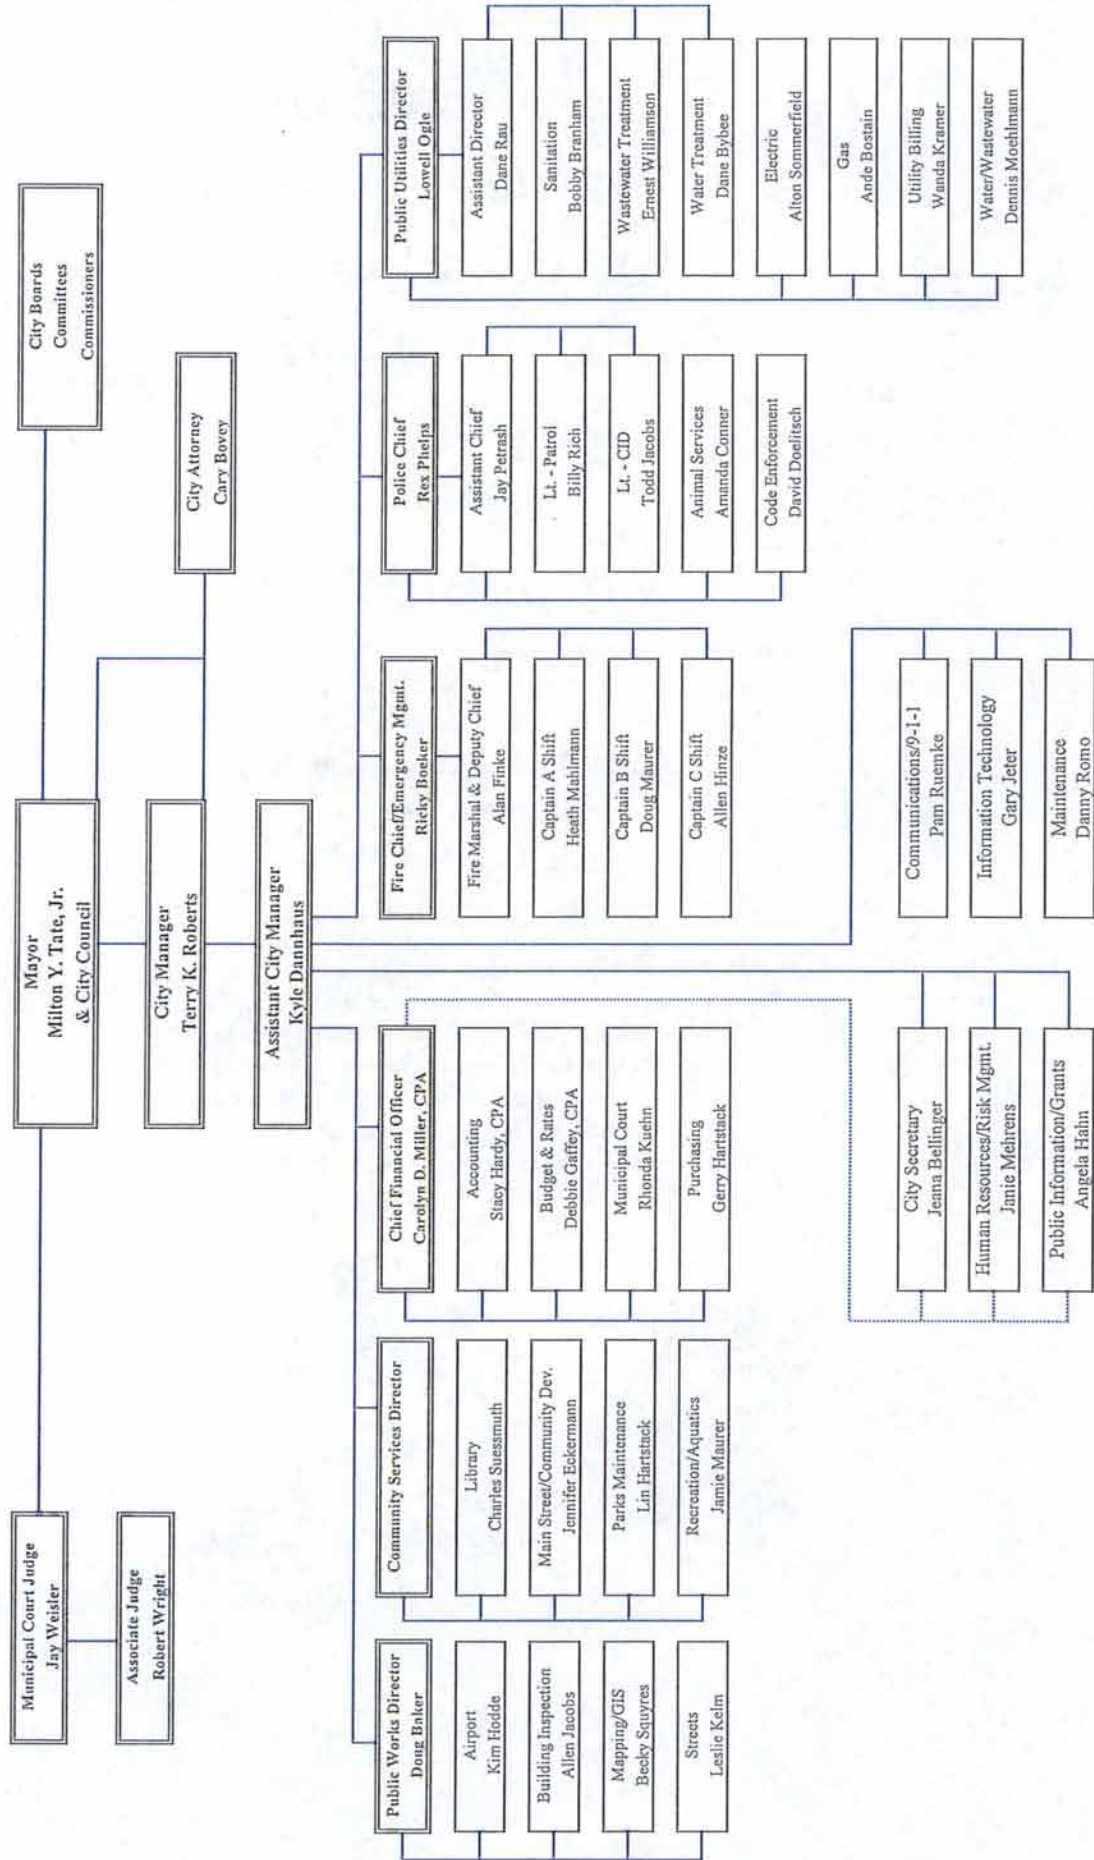 Mayor
Milton Y. Tate, Jr.
& City Council
Municipal Court Judge
Jay Weisler
Associate Judge
Robert Wright
City Boards
Committees
Commissioners
City Manager
Terry K. Roberts
City Attorney
Cary Bovey
Assistant City Manager
Kyle Dannhaus
Public Works Director
Doug Baker
Airport
Kim Hodde
Building Inspection
Allen Jacobs
Mapping/GIS
Becky Squyres
Streets
Leslie Kelm
Community Services Director
Library
Charles Suessmuth
Main Street/Community Dev.
Jennifer Eckermann
Parks Maintenance
Lin Hartstack
Recreation/Aquatics
Jamie Maurer
Chief Financial Officer
Carolyn D. Miller, CPA
Accounting
Stacy Hardy, CPA
Budget & Rates
Debbie Gaffey, CPA
Municipal Court
Rhonda Kuehn
Purchasing
Gerry Hartstack
Fire Chief/Emergency Mgmt.
Ricky Boeker
Fire Marshal & Deputy Chief
Alan Finke
Captain A Shift
Heath Mahlmann
Captain B Shift
Doug Maurer
Captain C Shift
Allen Hinze
Police Chief
Rex Phelps
Assistant Chief
Jay Petrash
Lt. - Patrol
Billy Rich
Lt. - CID
Todd Jacobs
Animal Services
Amanda Conner
Code Enforcement
David Doelitsch
Public Utilities Director
Lowell Ogle
Assistant Director
Dane Rau
Sanitation
Bobby Branham
Wastewater Treatment
Ernest Williamson
Water Treatment
Dane Bybee
Electric
Alton Sommerfield
Gas
Ande Bostain
Utility Billing
Wanda Kramer
Water/Wastewater
Dennis Moehlmann
City Secretary
Jeana Bellinger
Human Resources/Risk Mgmt.
Janie Mehrens
Public Information/Grants
Angela Hahn
Communications/9-1-1
Pam Ruemke
Information Technology
Gary Jeter
Maintenance
Danny Romo